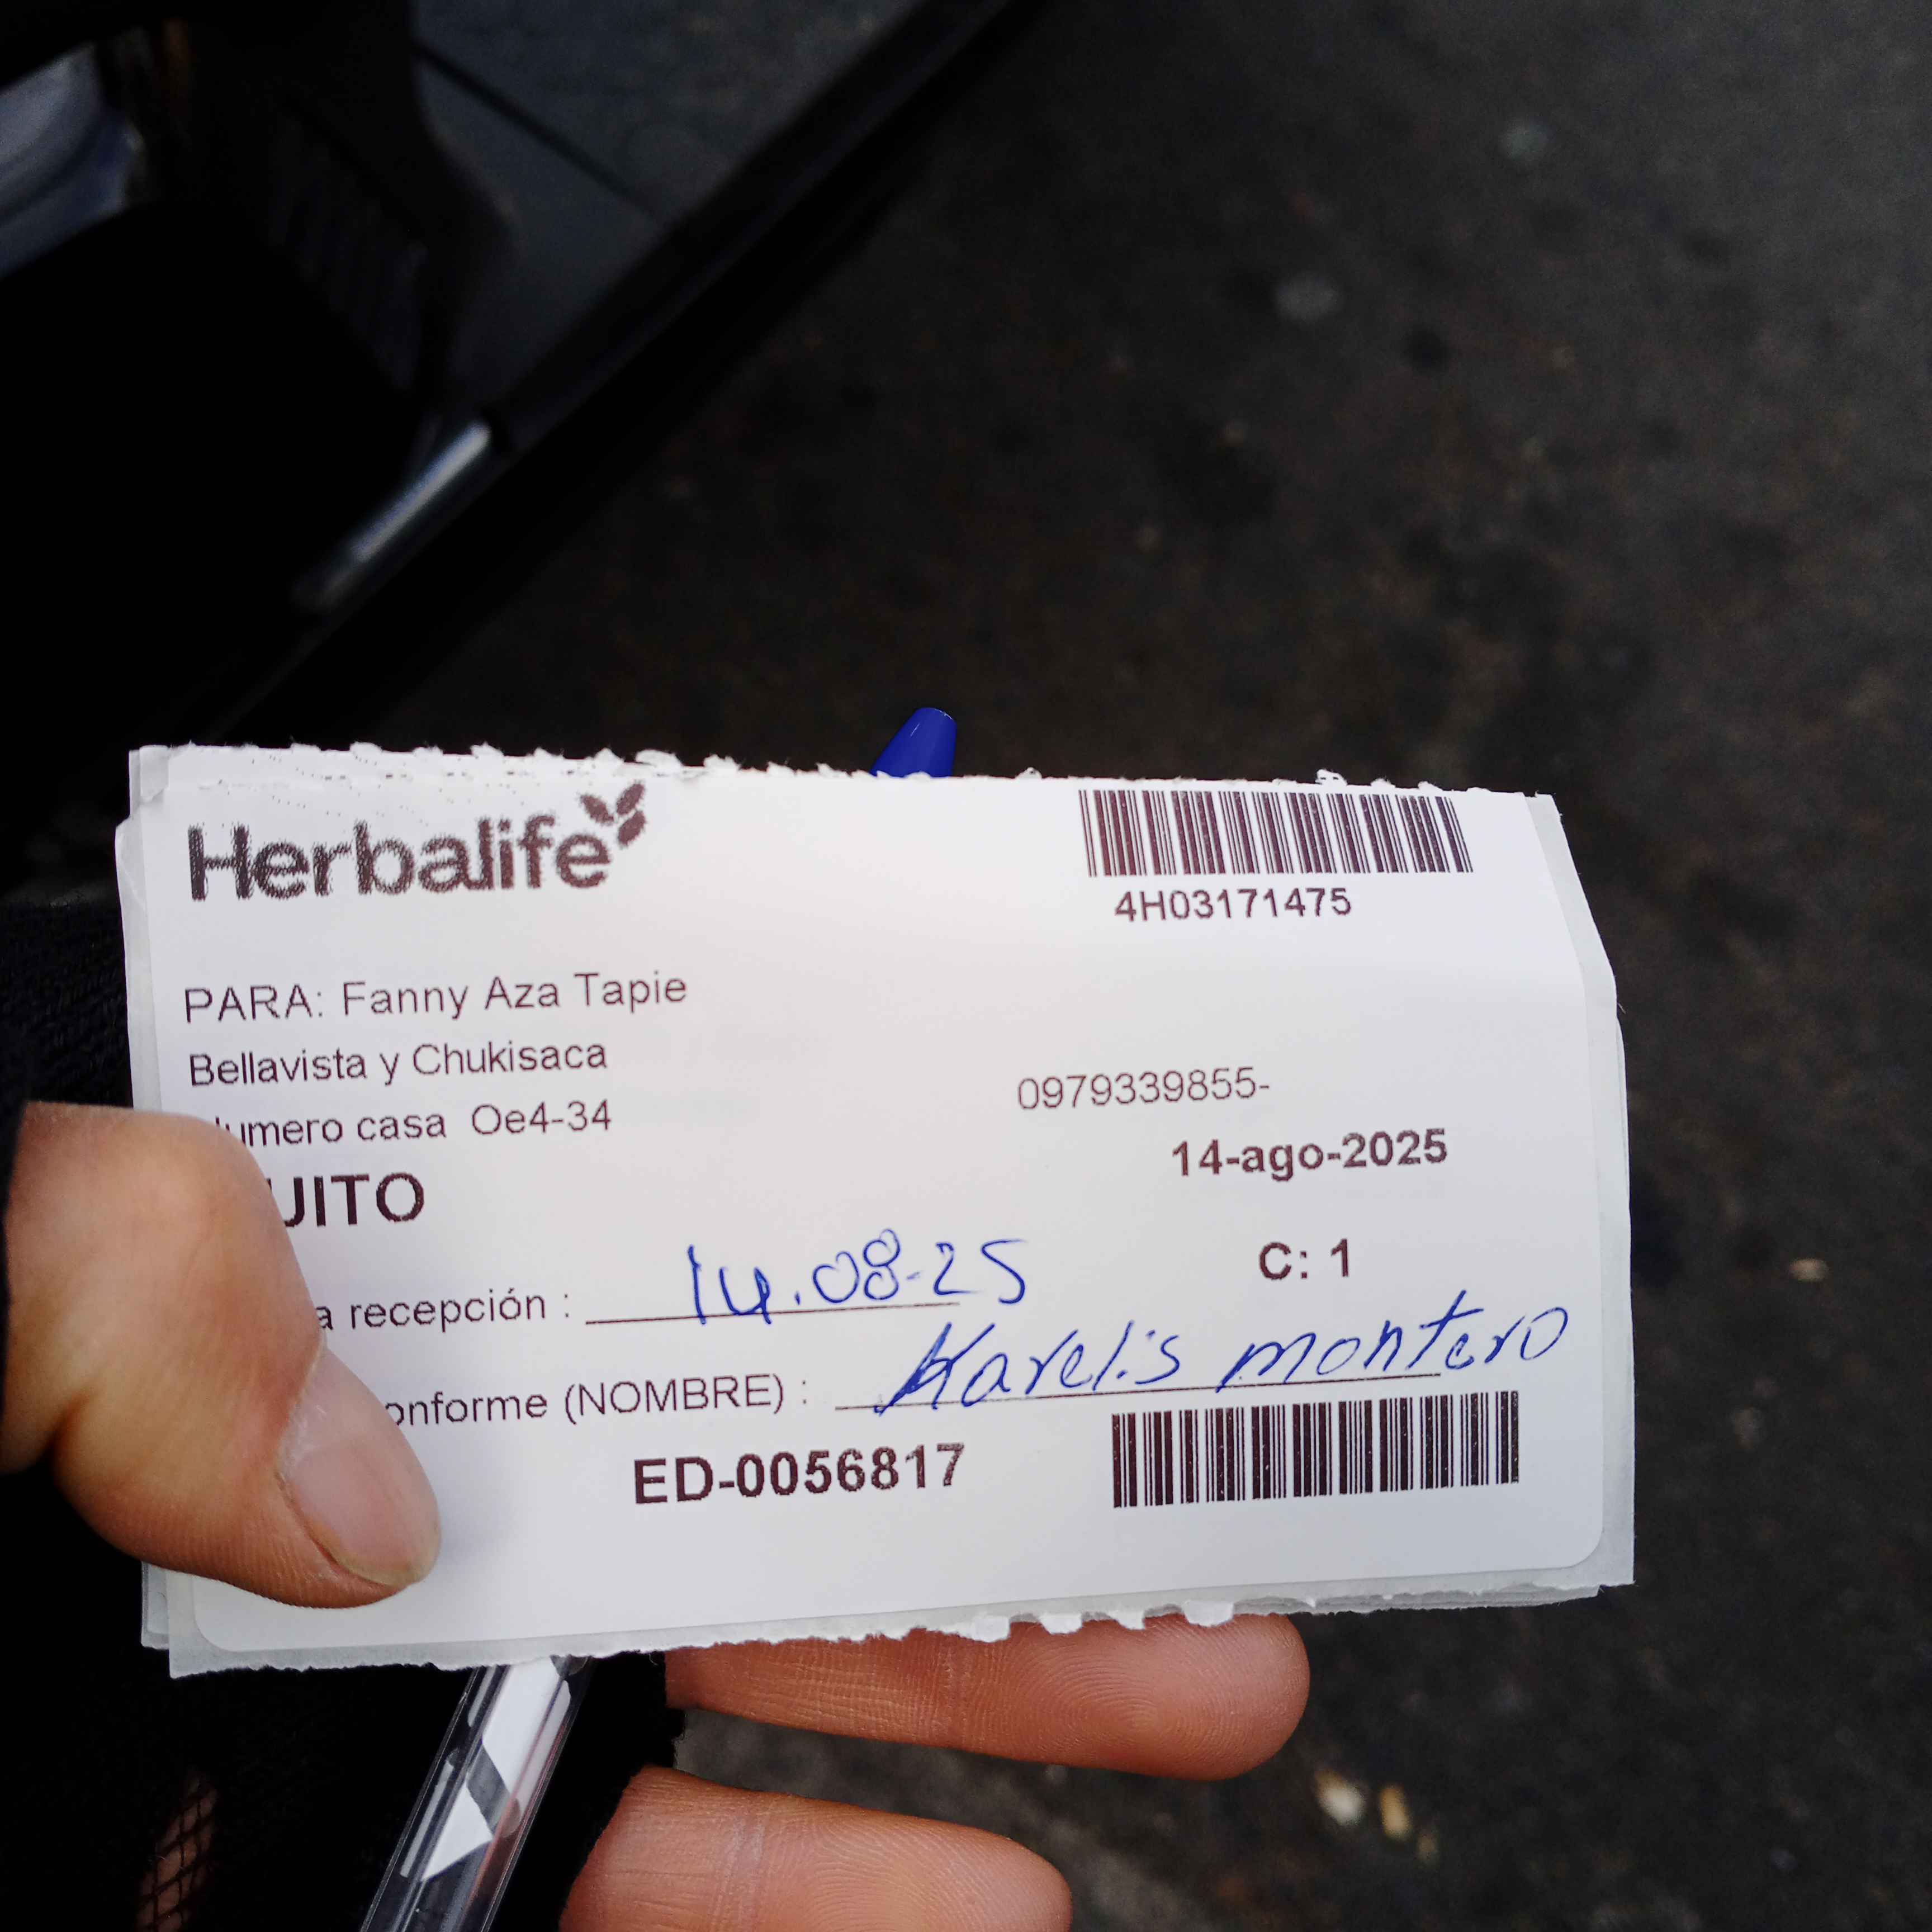 Herbalife
4H03171475
PARA: Fanny Aza Tapie
Bellavista y Chukisaca
umero casa Oe4-34
0979339855-
14-ago-2025
UITO
C: 1
a recepción : 14.08-25
onforme (NOMBRE) : Karelis montero
ED-0056817